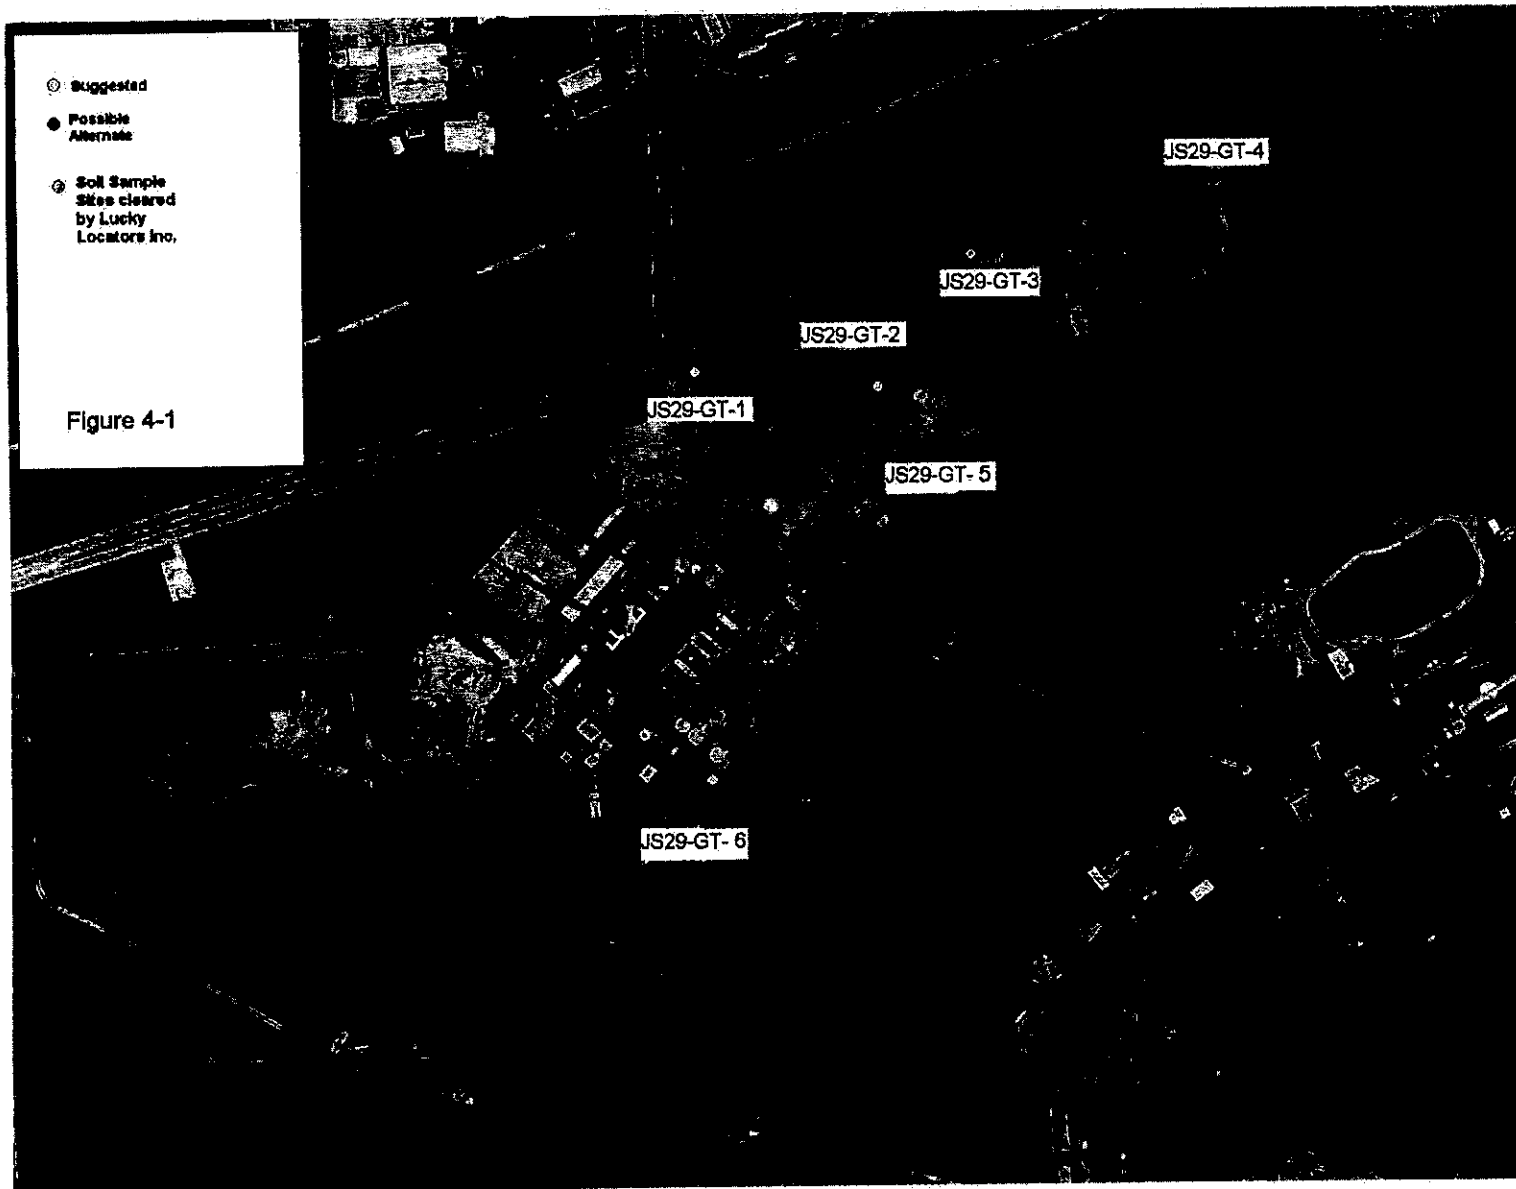 Suggested
Possible
Alternate
Soil Sample
Sites cleared
by Lucky
Locators Inc.
Figure 4-1
JS29-GT-4
JS29-GT-3
JS29-GT-2
JS29-GT-1
JS29-GT- 5
JS29-GT- 6